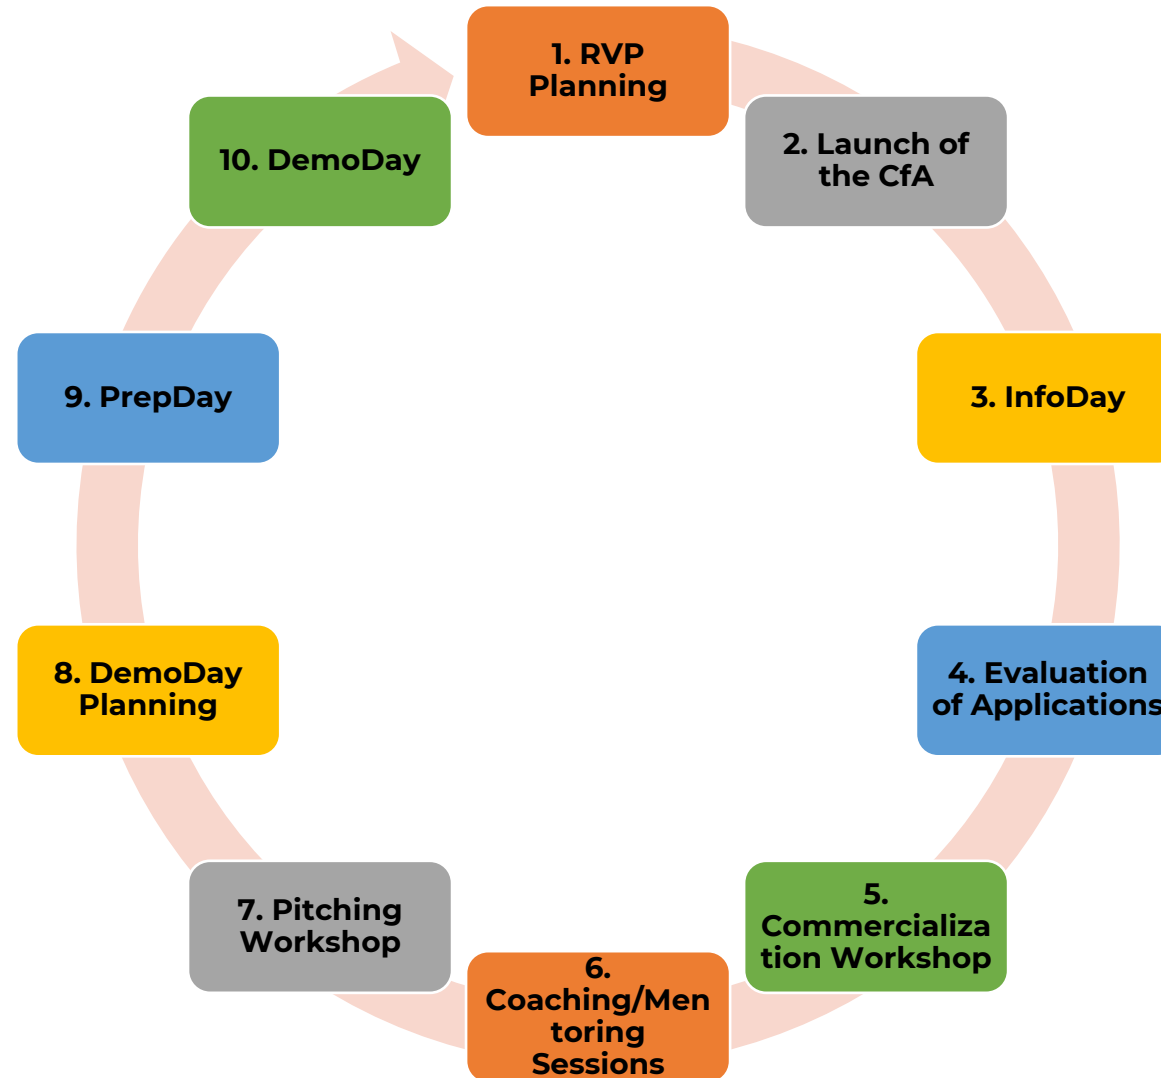 1. RVP
Planning
2. Launch of
the CfA
3. InfoDay
4. Evaluation
of Applications
5.
Commercializa
tion Workshop
6.
Coaching/Men
toring
Sessions
7. Pitching
Workshop
8. DemoDay
Planning
9. PrepDay
10. DemoDay